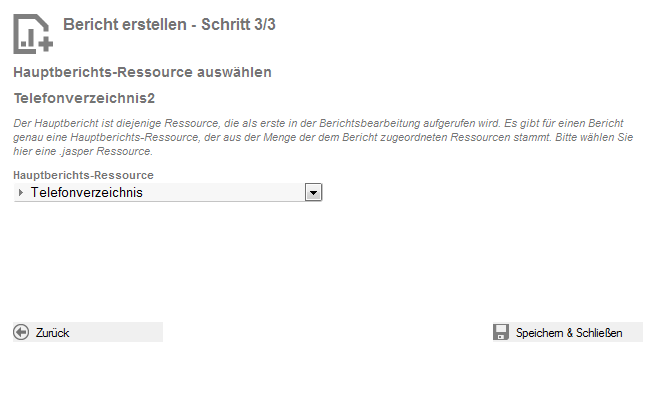 Bericht erstellen - Schritt 3/3
Hauptberichts-Ressource auswählen
Telefonverzeichnis2
Der Hauptbericht ist diejenige Ressource, die als erste in der Berichtsbearbeitung aufgerufen wird. Es gibt für einen Bericht
genau eine Hauptberichts-Ressource, der aus der Menge der dem Bericht zugeordneten Ressourcen stammt. Bitte wählen Sie
hier eine .jasper Ressource.
Hauptberichts-Ressource
Telefonverzeichnis
Zurück
Speichern & Schließen